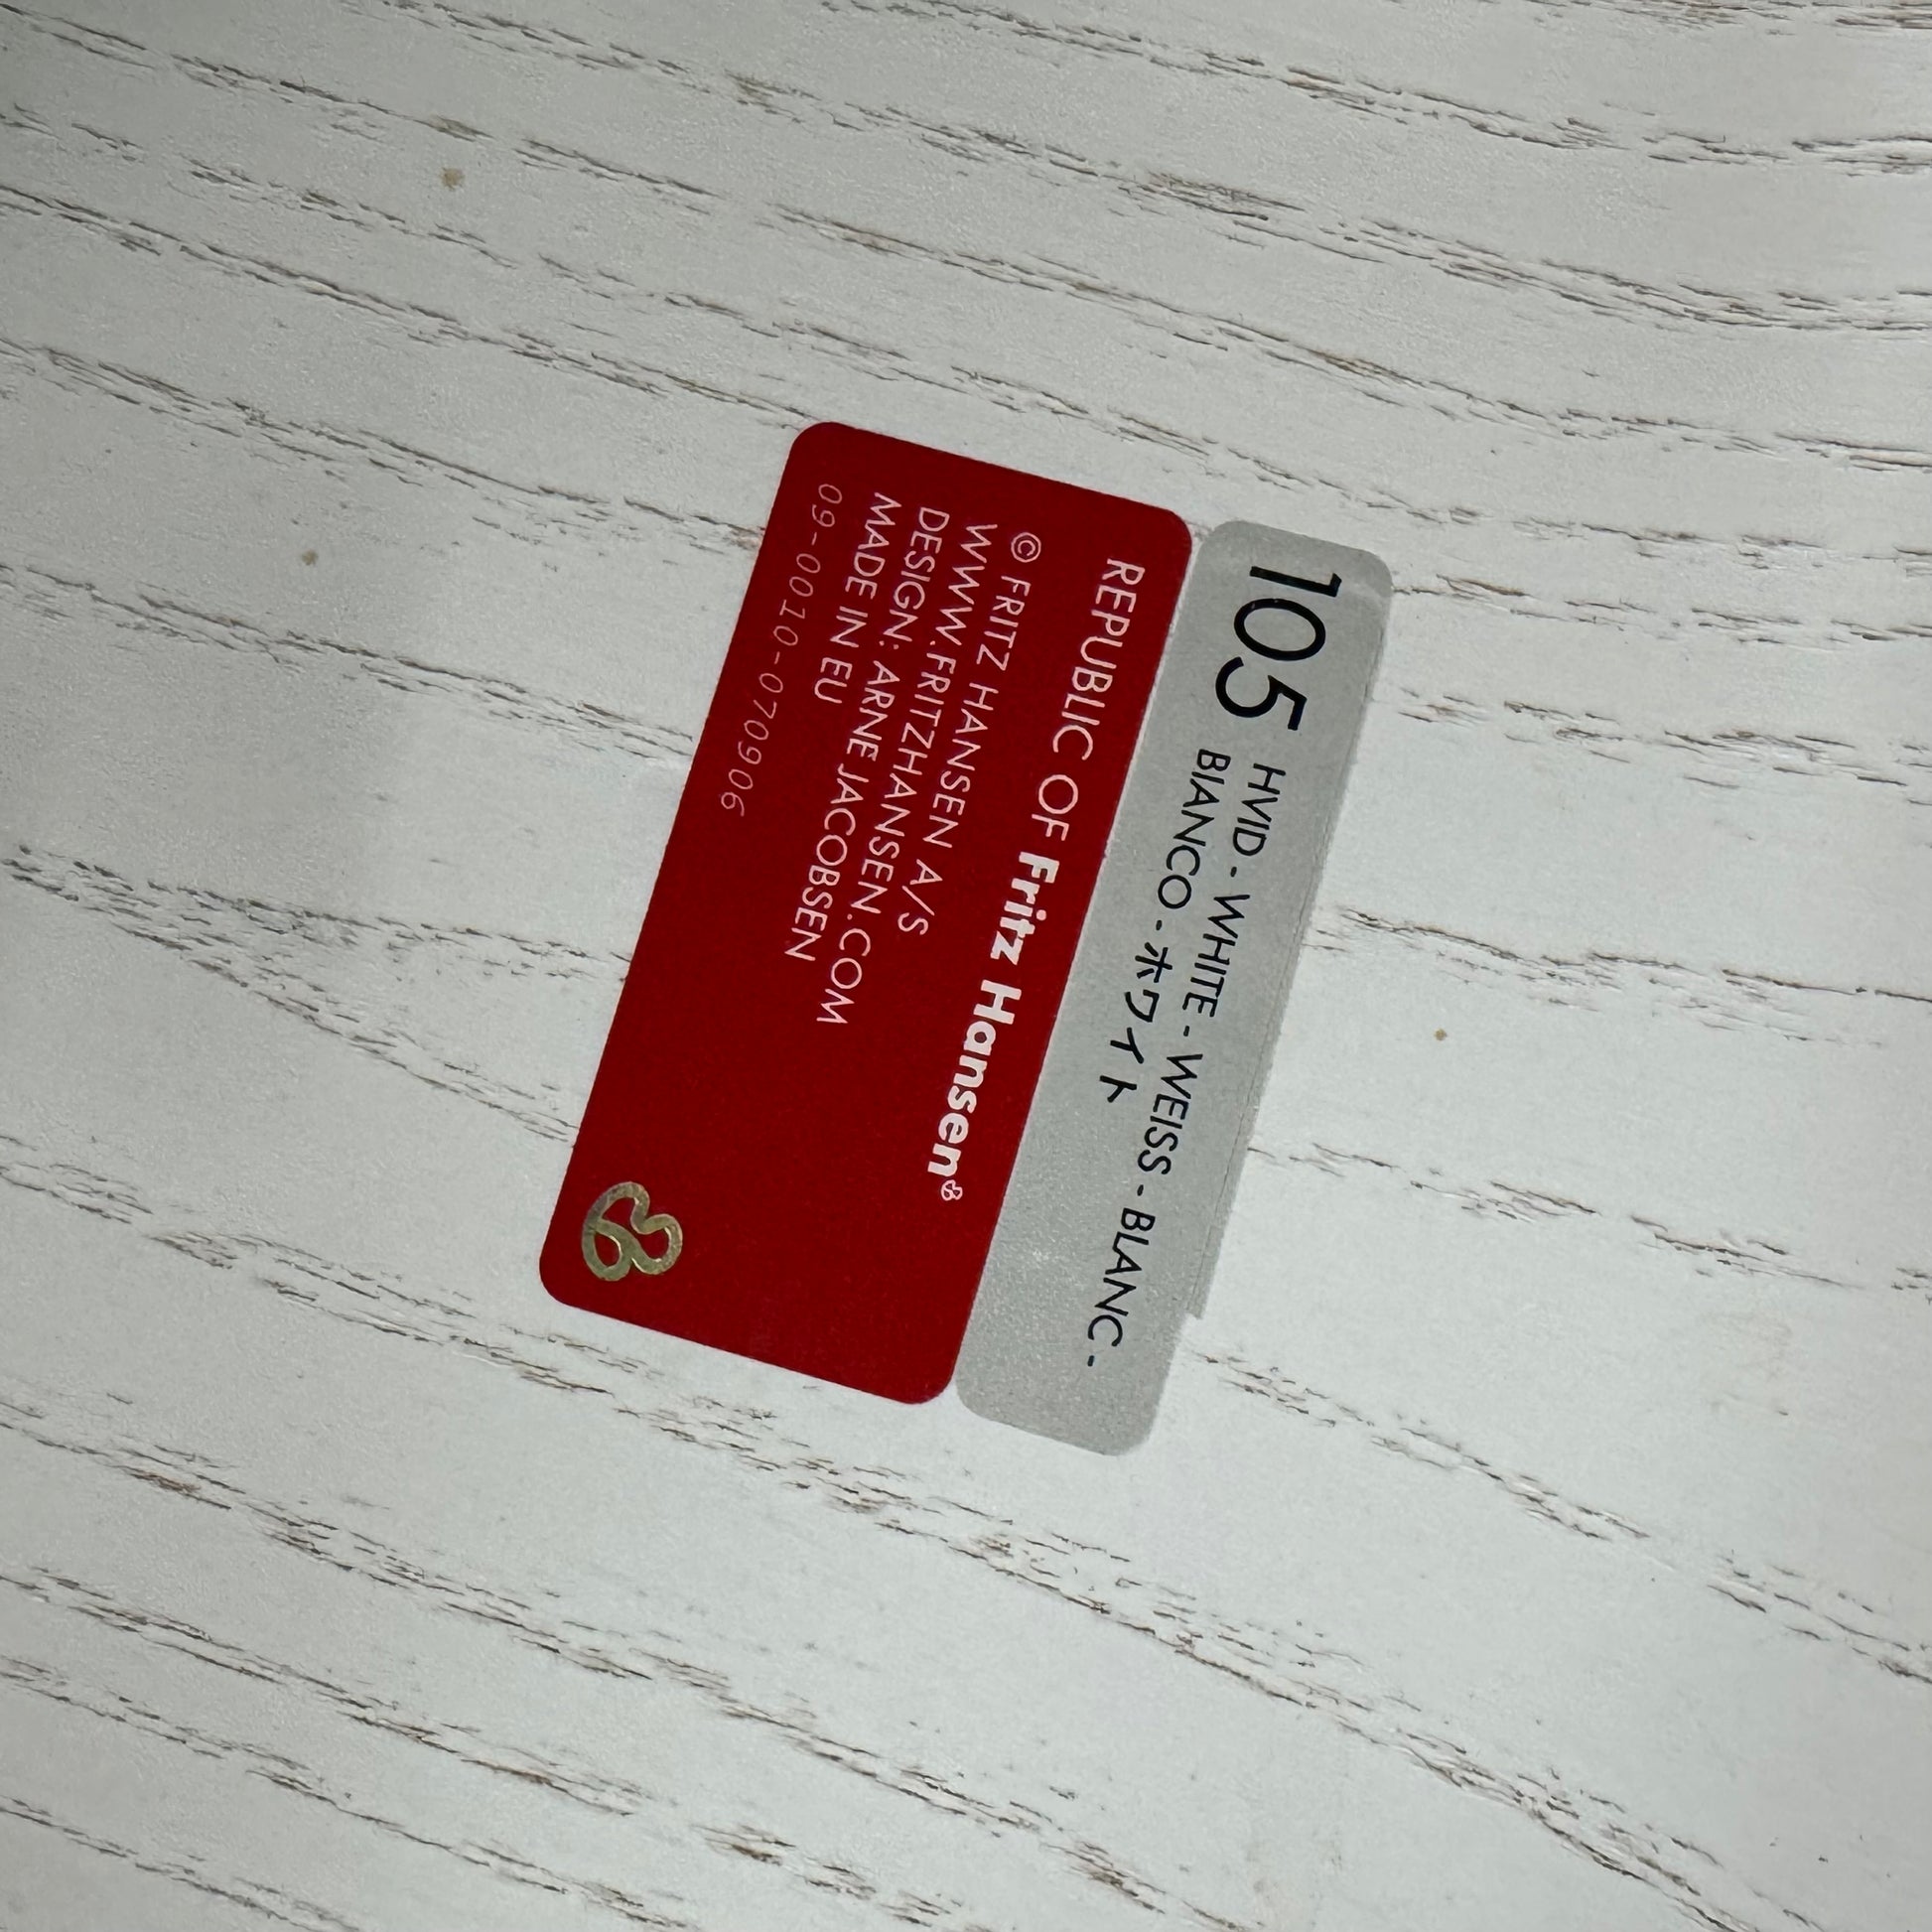 105 HVID - WHITE - WEISS - BLANC -
BIANCO - ホワイト
REPUBLIC OF Fritz Hansen®
© FRITZ HANSEN A/S
WWW.FRITZHANSEN.COM
DESIGN: ARNE JACOBSEN
MADE IN EU
09-0010-070906